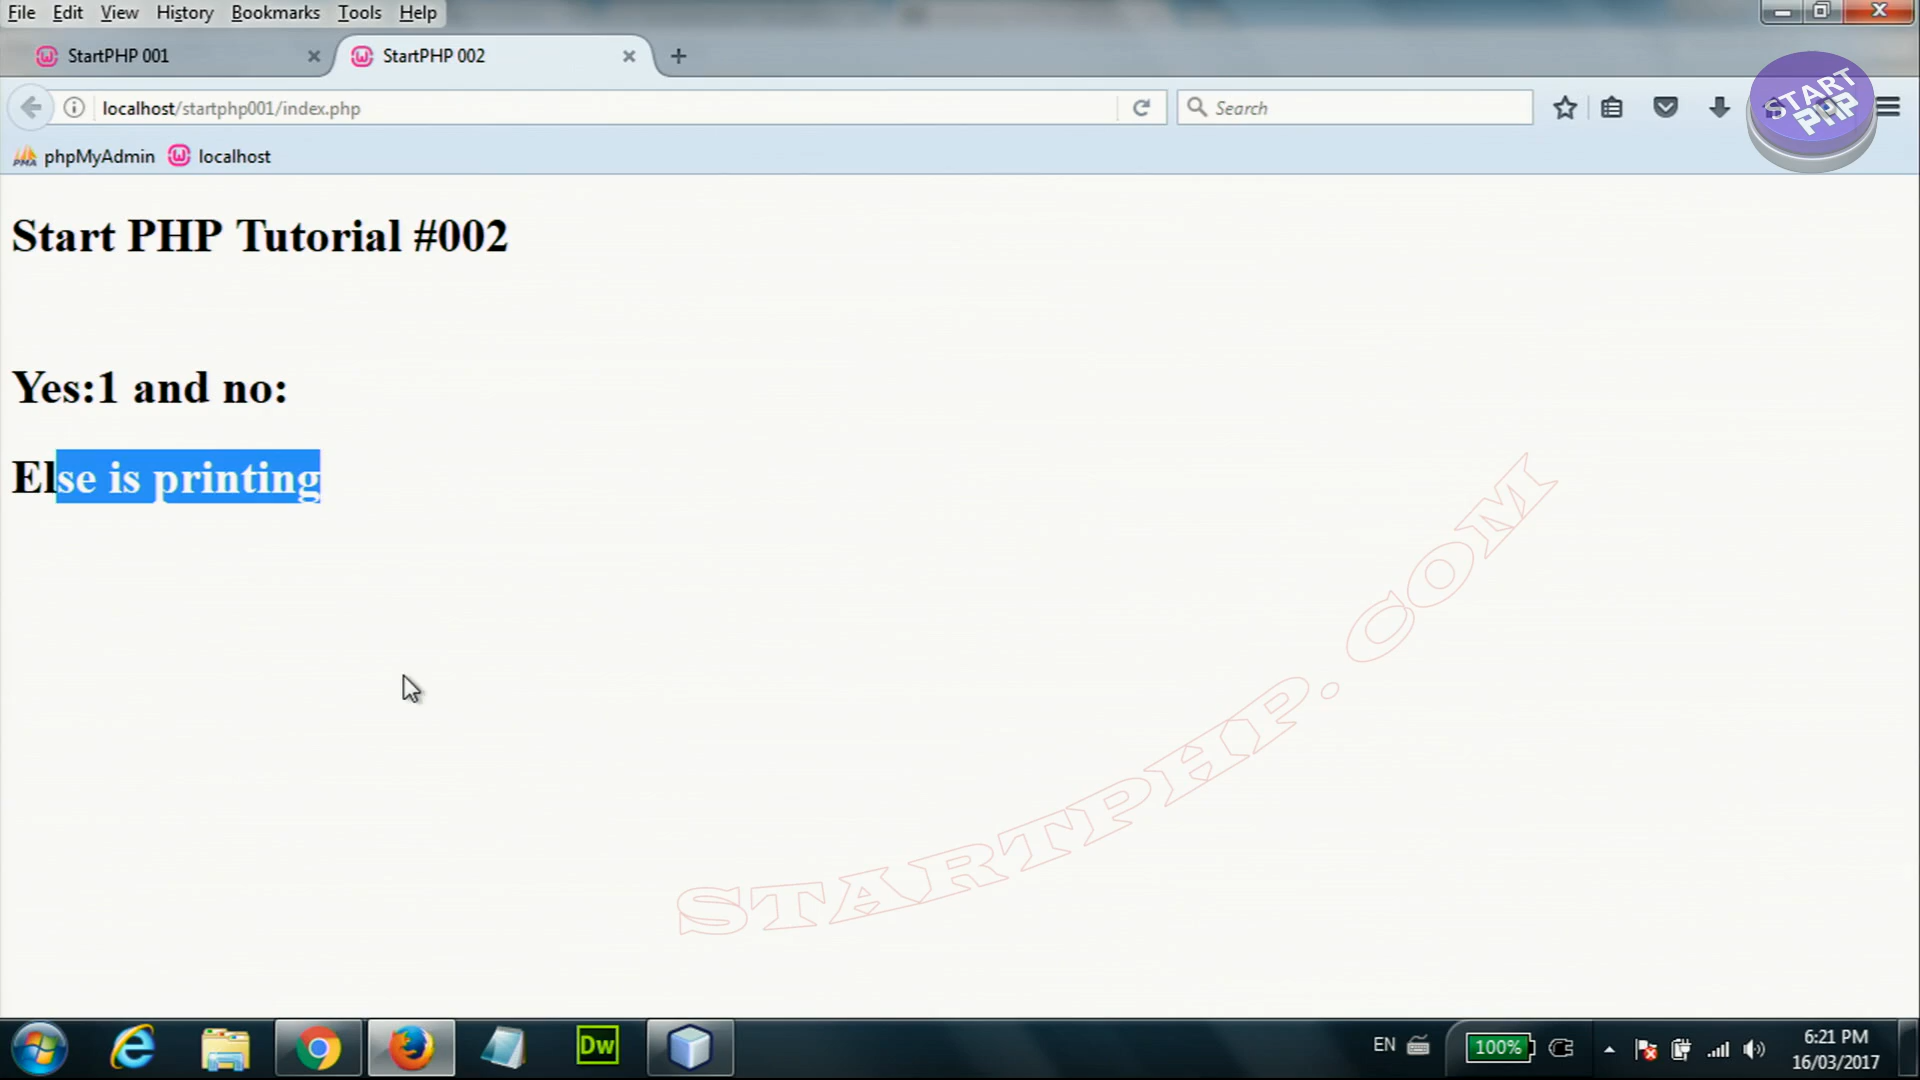 File Edit View History Bookmarks Tools Help
StartPHP 001
StartPHP 002
localhost/startphp001/index.php
Search
START PHP
phpMyAdmin
localhost
Start PHP Tutorial #002
Yes:1 and no:
Else is printing
STARTPHP.COM
Dw
EN
100%
6:21 PM
16/03/2017